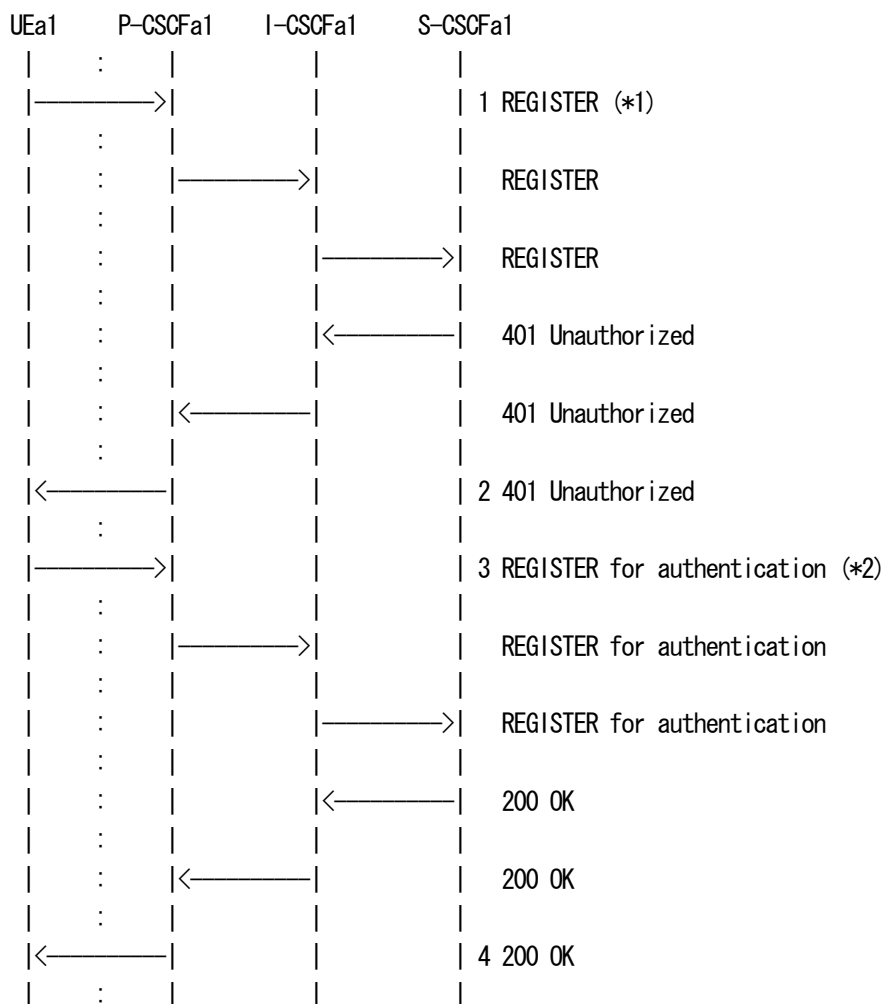 UEa1 P-CSCFa1 I-CSCFa1 S-CSCFa1
1 REGISTER (*1)
REGISTER
REGISTER
401 Unauthorized
401 Unauthorized
2 401 Unauthorized
3 REGISTER for authentication (*2)
REGISTER for authentication
REGISTER for authentication
200 OK
200 OK
4 200 OK